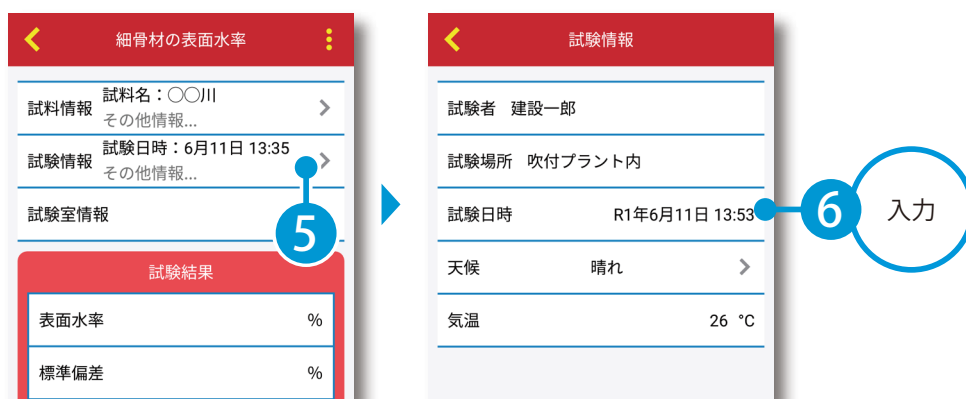 細骨材の表面水率
試料情報 試料名：○○川
その他情報...
試験情報 試験日時：6月11日 13:35
その他情報...
試験室情報
5
試験結果
表面水率 %
標準偏差 %
試験情報
試験者 建設一郎
試験場所 吹付プラント内
試験日時 R1年6月11日 13:53
天候 晴れ
気温 26 °C
6 入力